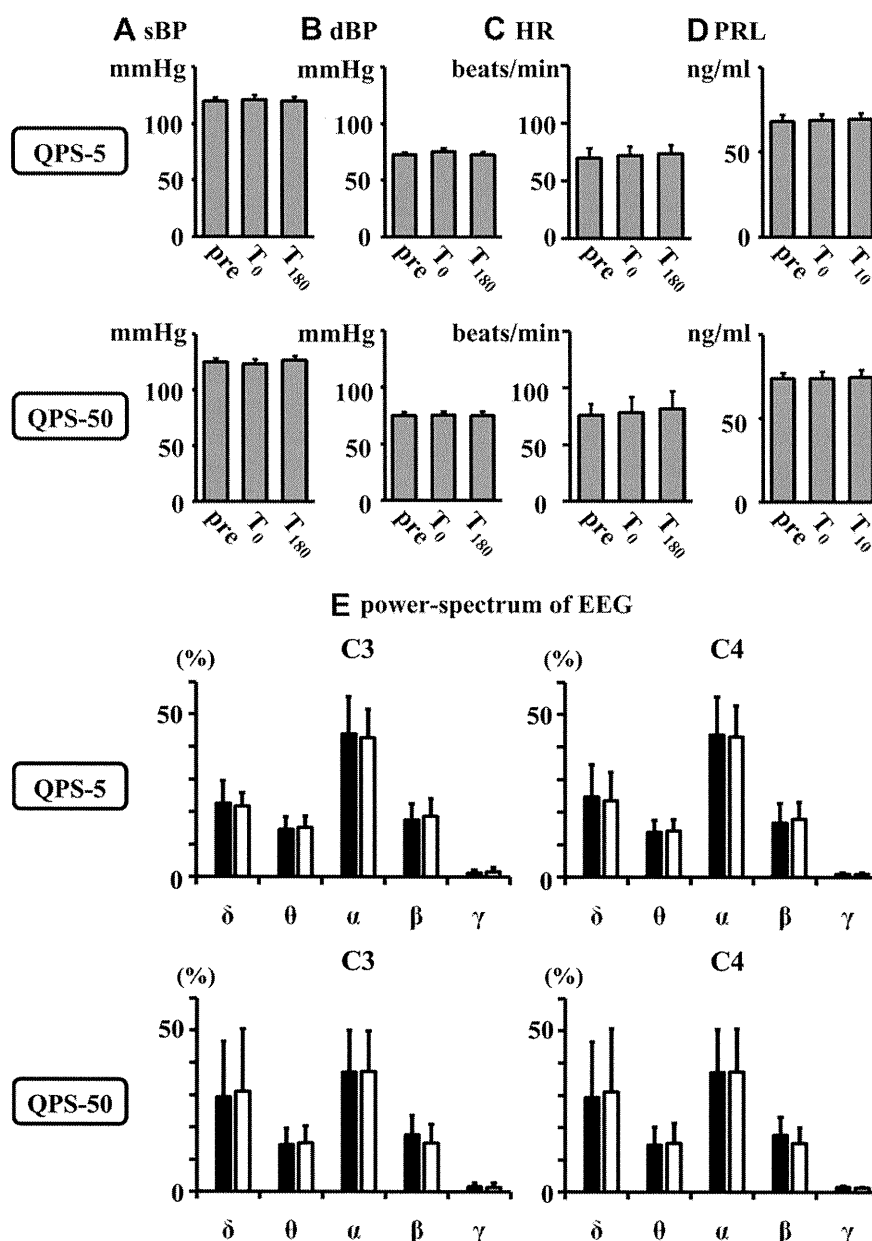 A sBP B dBP C HR D PRL
mmHg mmHg beats/min ng/ml
QPS-5
100 100 100 50
50 50 50
0 0 0 0
pre T0 T180 pre T0 T180 pre T0 T180 pre T0 T10
mmHg mmHg beats/min ng/ml
QPS-50
100 100 100 50
50 50 50
0 0 0 0
pre T0 T180 pre T0 T180 pre T0 T180 pre T0 T10
E power-spectrum of EEG
(%) C3 (%) C4
50 50
QPS-5
0 0
δ θ α β γ δ θ α β γ
(%) C3 (%) C4
50 50
QPS-50
0 0
δ θ α β γ δ θ α β γ